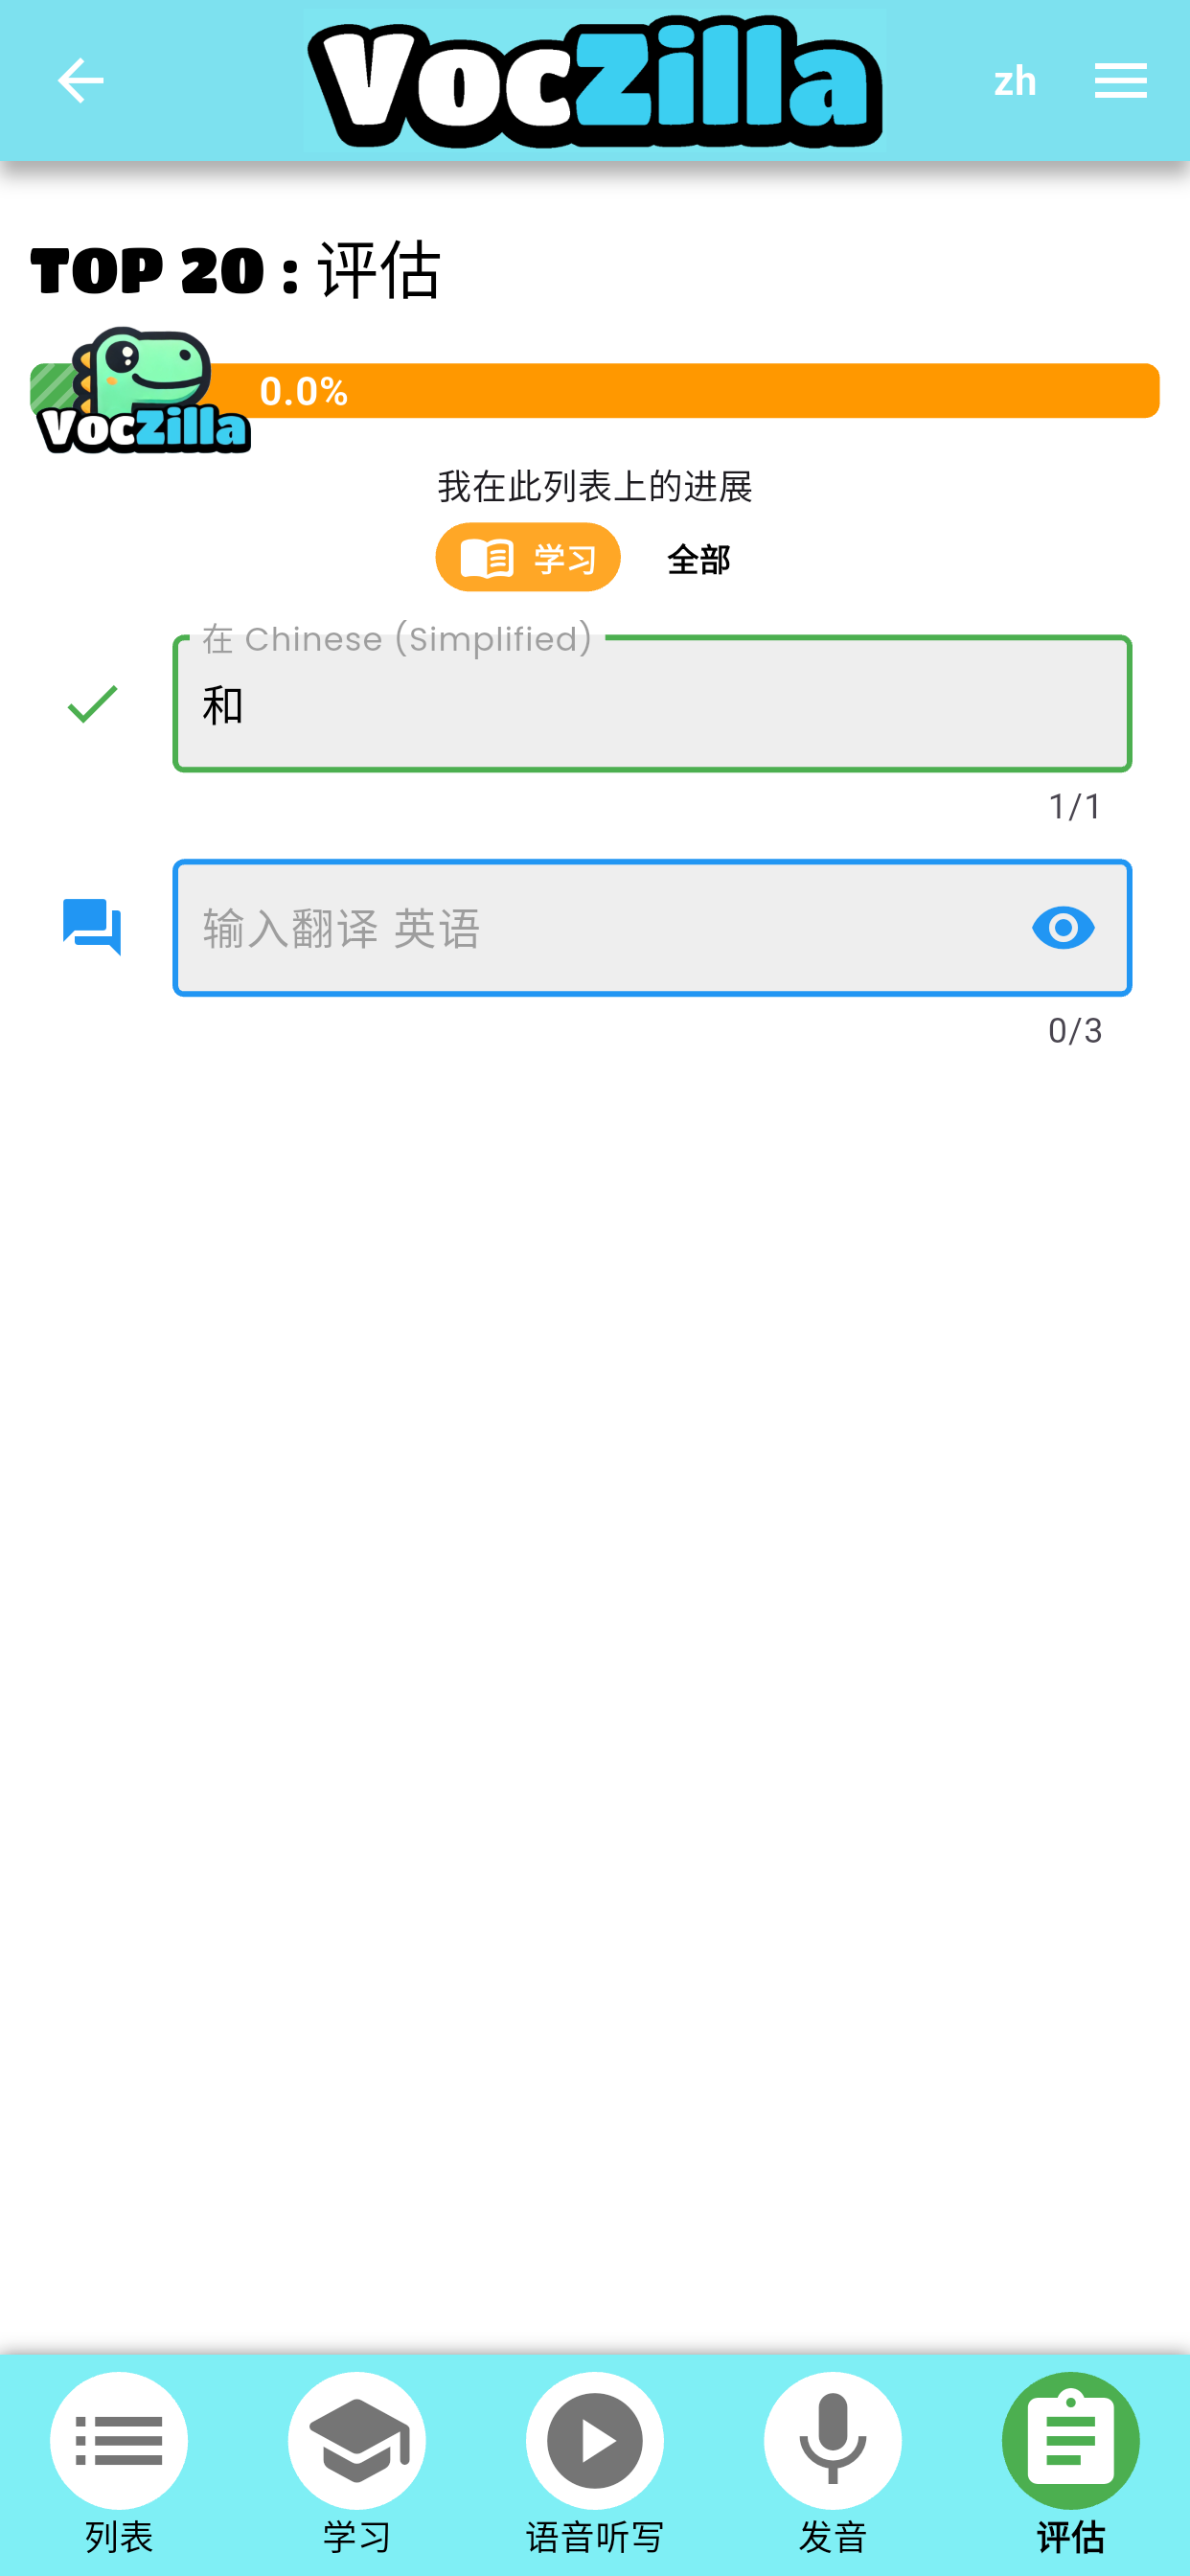 VocZilla
zh
TOP 20 : 评估
0.0%
VocZilla
我在此列表上的进展
学习 全部
在 Chinese (Simplified)
和
1/1
输入翻译 英语
0/3
列表 学习 语音听写 发音 评估